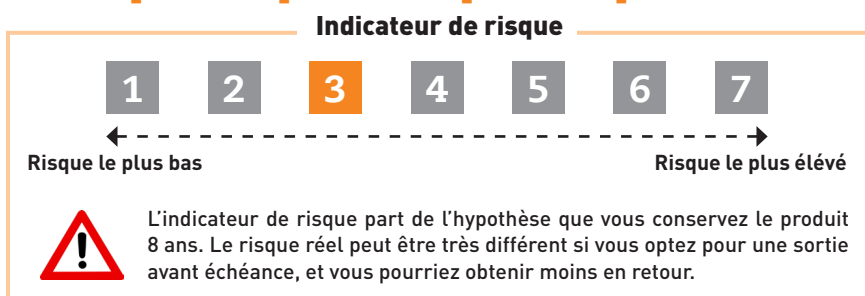 Indicateur de risque
1 2 3 4 5 6 7
Risque le plus bas Risque le plus élévé
L'indicateur de risque part de l'hypothèse que vous conservez le produit
8 ans. Le risque réel peut être très différent si vous optez pour une sortie
avant échéance, et vous pourriez obtenir moins en retour.